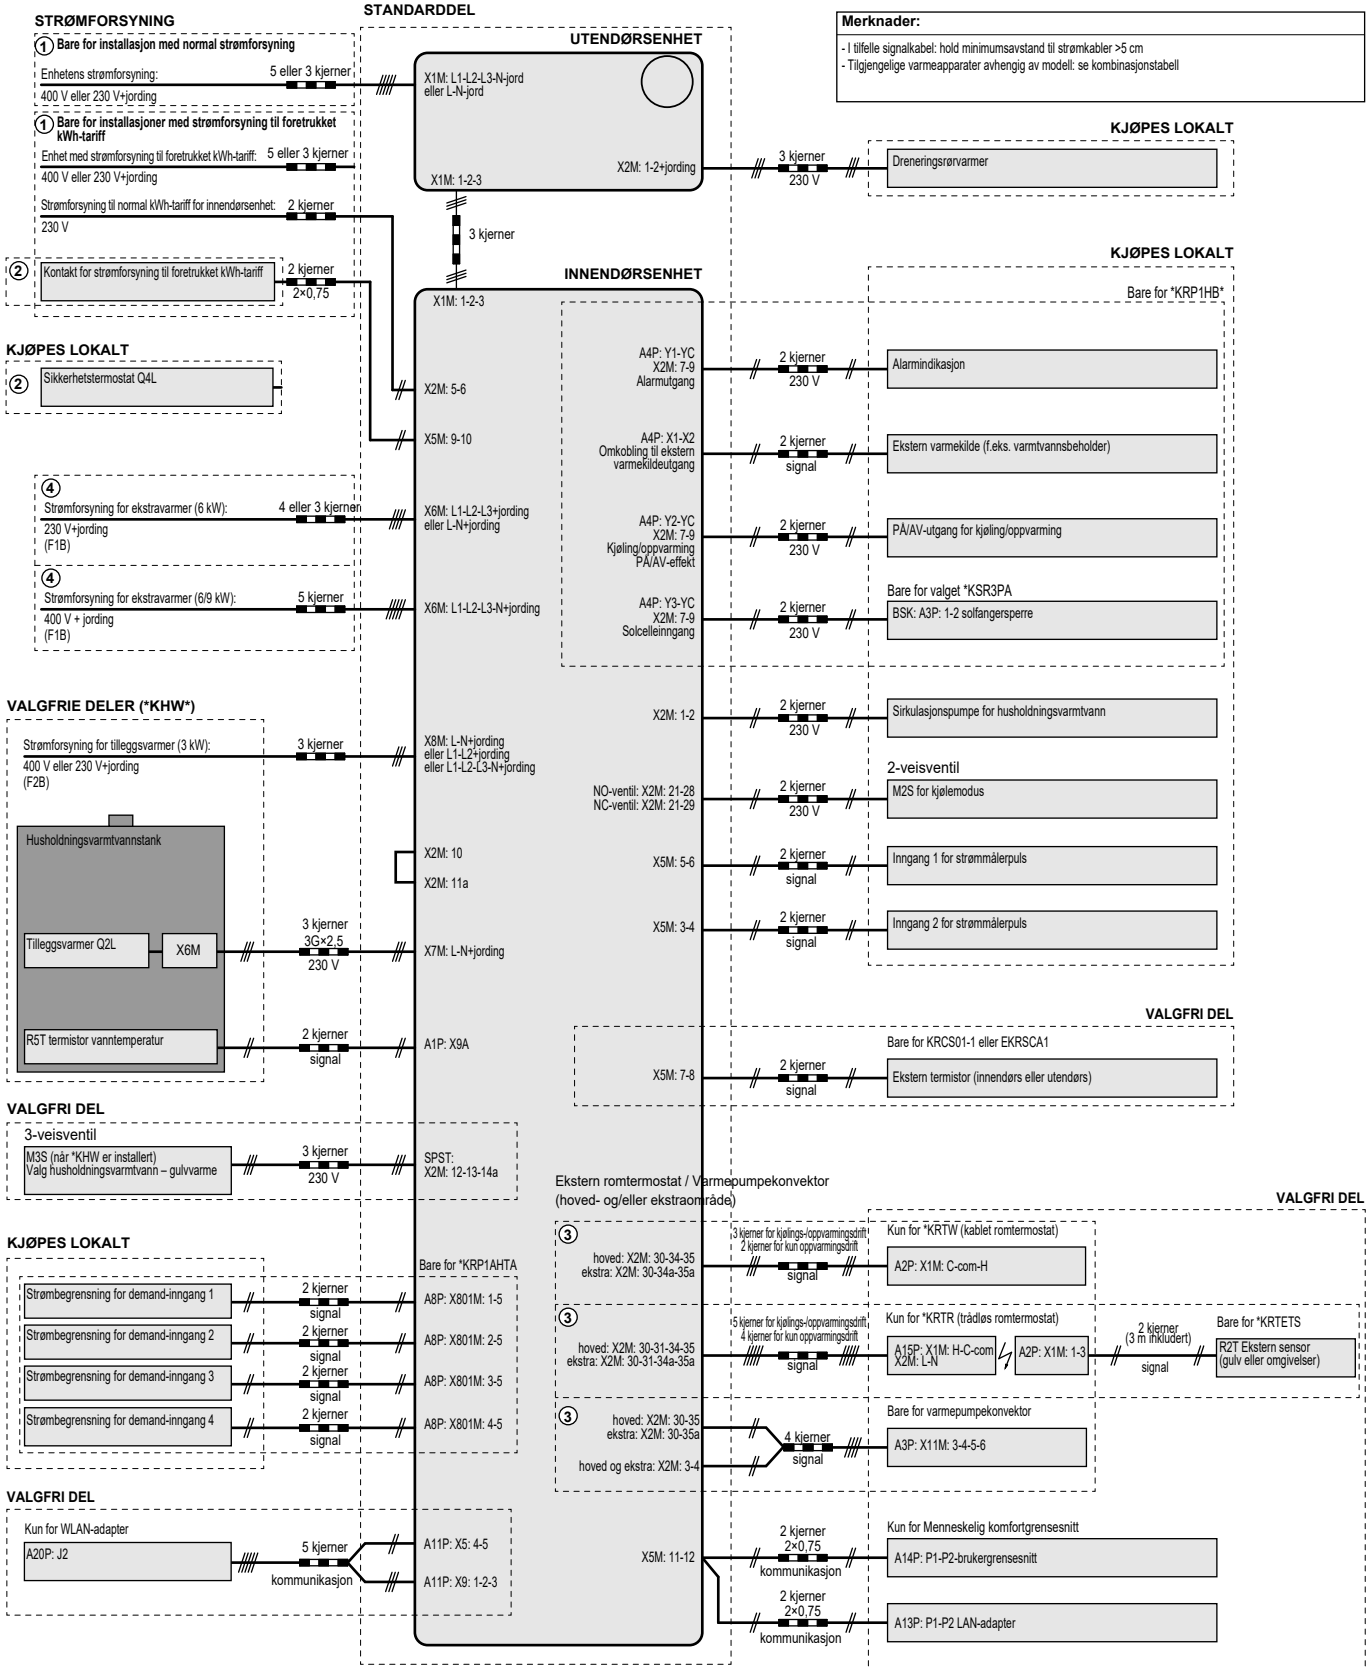 STRØMFORSYNING
1 Bare for installasjon med normal strømforsyning
Enhetens strømforsyning:
5 eller 3 kjerner
400 V eller 230 V+jording
1 Bare for installasjoner med strømforsyning til foretrukket
kWh-tariff
Enhet med strømforsyning til foretrukket kWh-tariff:
5 eller 3 kjerner
400 V eller 230 V+jording
Strømforsyning til normal kWh-tariff for innendørsenhet:
2 kjerner
230 V
2
Kontakt for strømforsyning til foretrukket kWh-tariff
2 kjerner
2×0,75
KJØPES LOKALT
2
Sikkerhetstermostat Q4L
4
Strømforsyning for ekstravarmer (6 kW):
4 eller 3 kjerner
230 V+jording
(F1B)
4
Strømforsyning for ekstravarmer (6/9 kW):
5 kjerner
400 V + jording
(F1B)
VALGFRIE DELER (*KHW*)
Strømforsyning for tilleggsvarmer (3 kW):
3 kjerner
400 V eller 230 V+jording
(F2B)
Husholdningsvarmtvannstank
Tilleggsvarmer Q2L
X6M
3 kjerner
3G×2,5
230 V
R5T termistor vanntemperatur
2 kjerner
signal
VALGFRI DEL
3-veisventil
M3S (når *KHW er installert)
Valg husholdningsvarmtvann – gulvvarme
3 kjerner
230 V
KJØPES LOKALT
Strømbegrensning for demand-inngang 1
2 kjerner
signal
Strømbegrensning for demand-inngang 2
2 kjerner
signal
Strømbegrensning for demand-inngang 3
2 kjerner
signal
Strømbegrensning for demand-inngang 4
2 kjerner
signal
VALGFRI DEL
Kun for WLAN-adapter
A20P: J2
5 kjerner
kommunikasjon
STANDARDDEL
UTENDØRSENHET
X1M: L1-L2-L3-N-jord
eller L-N-jord
X2M: 1-2+jording
X1M: 1-2-3
3 kjerner
INNENDØRSENHET
X1M: 1-2-3
X2M: 5-6
X5M: 9-10
X6M: L1-L2-L3+jording
eller L-N+jording
X6M: L1-L2-L3-N+jording
X8M: L-N+jording
eller L1-L2+jording
eller L1-L2-L3-N+jording
X2M: 10
X2M: 11a
X7M: L-N+jording
A1P: X9A
SPST:
X2M: 12-13-14a
Bare for *KRP1AHTA
A8P: X801M: 1-5
A8P: X801M: 2-5
A8P: X801M: 3-5
A8P: X801M: 4-5
A11P: X5: 4-5
A11P: X9: 1-2-3
Merknader:
- I tilfelle signalkabel: hold minimumsavstand til strømkabler >5 cm
- Tilgjengelige varmeapparater avhengig av modell: se kombinasjonstabell
KJØPES LOKALT
3 kjerner
230 V
Dreneringsrørvarmer
KJØPES LOKALT
Bare for *KRP1HB*
A4P: Y1-YC
X2M: 7-9
Alarmutgang
2 kjerner
230 V
Alarmindikasjon
A4P: X1-X2
Omkobling til ekstern
varmekildeutgang
2 kjerner
signal
Ekstern varmekilde (f.eks. varmtvannsbeholder)
A4P: Y2-YC
X2M: 7-9
Kjøling/oppvarming
PÅ/AV-effekt
2 kjerner
230 V
PÅ/AV-utgang for kjøling/oppvarming
Bare for valget *KSR3PA
A4P: Y3-YC
X2M: 7-9
Solcelleinngang
2 kjerner
230 V
BSK: A3P: 1-2 solfangersperre
X2M: 1-2
2 kjerner
230 V
Sirkulasjonspumpe for husholdningsvarmtvann
2-veisventil
NO-ventil: X2M: 21-28
NC-ventil: X2M: 21-29
2 kjerner
230 V
M2S for kjølemodus
X5M: 5-6
2 kjerner
signal
Inngang 1 for strømmålerpuls
X5M: 3-4
2 kjerner
signal
Inngang 2 for strømmålerpuls
VALGFRI DEL
Bare for KRCS01-1 eller EKRSCA1
X5M: 7-8
2 kjerner
signal
Ekstern termistor (innendørs eller utendørs)
Ekstern romtermostat / Varmepumpekonvektor
(hoved- og/eller ekstraområde)
VALGFRI DEL
3
hoved: X2M: 30-34-35
ekstra: X2M: 30-34a-35a
3 kjerner for kjølings-/oppvarmingsdrift
2 kjerner for kun oppvarmingsdrift
signal
Kun for *KRTW (kablet romtermostat)
A2P: X1M: C-com-H
3
hoved: X2M: 30-31-34-35
ekstra: X2M: 30-31-34a-35a
5 kjerner for kjølings-/oppvarmingsdrift
4 kjerner for kun oppvarmingsdrift
signal
Kun for *KRTR (trådløs romtermostat)
A15P: X1M: H-C-com
X2M: L-N
A2P: X1M: 1-3
2 kjerner
(3 m inkludert)
signal
Bare for *KRTETS
R2T Ekstern sensor
(gulv eller omgivelser)
3
hoved: X2M: 30-35
ekstra: X2M: 30-35a
hoved og ekstra: X2M: 3-4
4 kjerner
signal
Bare for varmepumpekonvektor
A3P: X11M: 3-4-5-6
X5M: 11-12
2 kjerner
2×0,75
kommunikasjon
Kun for Menneskelig komfortgrensesnitt
A14P: P1-P2-brukergrensesnitt
2 kjerner
2×0,75
kommunikasjon
A13P: P1-P2 LAN-adapter